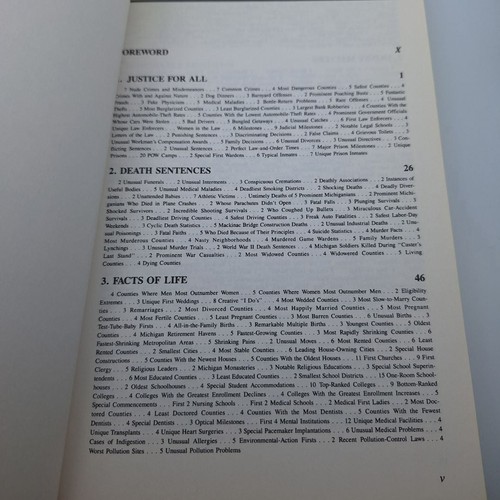 FOREWORD X
1. JUSTICE FOR ALL 1
7 Nude Crimes and Misdemeanors . . . 7 Common Crimes . . . 4 Most Dangerous Counties . . . 5 Safest Counties . . . 4
Crimes With and Against Nature . . . 2 Dog Distress . . . 3 Barnyard Offenses . . . 2 Prominent Poaching Busts . . . 3 Fantastic
Frauds . . . 3 Fake Physicians . . . 5 Medical Maladies . . . 2 Bottle-Return Problems . . . 3 Rare Offenses . . . 6 Unusual
Thefts . . . 5 Most Burglarized Counties . . . 4 Least Burglarized Counties . . . 3 Largest Bank Robberies . . . 4 Counties With the
Highest Automobile-Theft Rates . . . 5 Counties With the Lowest Automobile-Theft Rates . . . 4 Prominent Government Officials
Whose Cars Were Stolen . . . 5 Bad Drivers . . . 2 Bungled Getaways . . . 4 Unusual Catches . . . 4 First Law Enforcers . . . 4
Unique Law Enforcers . . . Women in the Law . . . 6 Milestones . . . 9 Judicial Milestones . . . 2 Notable Legal Schools . . . 3
Letters of the Law . . . 2 Punishing Sentences . . . 3 Discriminating Decisions . . . 2 False Claims . . . 4 Costly Tolls . . . 5
Unusual Workman's Compensation Awards . . . 5 Family Decisions . . . 6 Unusual Divorces . . . 3 Unusual Directives . . . 5 Con-
flicting Sentences . . . 2 Unusual Sentences . . . 2 Perfect Law-and-Order Times . . . 7 Major Prison Milestones . . . 2 Unique
Prisons . . . 20 POW Camps . . . 2 Special First Wardens . . . 6 Typical Inmates . . . 7 Unique Prison Inmates
2. DEATH SENTENCES 26
2 Unusual Funerals . . . 2 Unusual Interments . . . 3 Conspicuous Cremations . . . 2 Deadly Associations . . . 2 Instances of
Useful Bodies . . . 5 Unusual Medical Maladies . . . 4 Deadliest Smoking Districts . . . 2 Shocking Deaths . . . 4 Deadly Diver-
sions . . . 2 Unattended Babies . . . 3 Athletic Victims . . . Untimely Deaths of 5 Prominent Michiganians . . . 2 Prominent Michi-
ganians Who Died in Plane Crashes . . . 2 Whose Parachutes Didn't Open . . . 3 Fatal Falls . . . 3 Plunging Survivals . . . 3
Shocked Survivors . . . 2 Incredible Shooting Survivals . . . 2 Who Coughed Up Bullets . . . 3 Miraculous Car-Accident
Survivals . . . 3 Deadliest Driving Counties . . . 4 Safest Driving Counties . . . 3 Freak Auto Fatalities . . . 2 Safest Labor-Day
Weekends . . . 3 Cyclic Death Statistics . . . 5 Mackinac Bridge Construction Deaths . . . 2 Unusual Industrial Deaths . . . 2 Unu-
sual Poisonings . . . 3 Fatal Faiths . . . 5 Who Died Because of Their Principles . . . 4 Suicide Statistics . . . 4 Murder Facts . . . 4
Most Murderous Counties . . . 4 Nasty Neighborhoods . . . 4 Murdered Game Wardens . . . 5 Family Murders . . . 3
Lynchings . . . 3 Unusual Murder Trials . . . 2 World War II Death Sentences . . . 4 Michigan Soldiers Killed During "Custer's
Last Stand" . . . 2 Prominent War Casualties . . . 2 Most Widowed Counties . . . 4 Widowered Counties . . . 5 Living
Counties . . . 4 Dying Counties
3. FACTS OF LIFE 46
4 Counties Where Men Most Outnumber Women . . . 5 Counties Where Women Most Outnumber Men . . . 2 Eligibility
Extremes . . . 3 Unique First Weddings . . . 8 Creative "I Do's" . . . 4 Most Wedded Counties . . . 3 Most Slow-to-Marry Coun-
ties . . . 3 Remarriages . . . 2 Most Divorced Counties . . . 4 Most Happily Married Counties . . . 5 Most Pregnant
Counties . . . 4 Most Fertile Counties . . . 5 Least Pregnant Counties . . . 3 Most Barren Counties . . . 6 Unusual Births . . . 3
Test-Tube-Baby Firsts . . . 4 All-in-the-Family Births . . . 3 Remarkable Multiple Births . . . 3 Youngest Counties . . . 5 Oldest
Counties . . . 4 Michigan Retirement Havens . . . 5 Fastest-Growing Counties . . . 3 Most Rapidly Shrinking Counties . . . 6
Fastest-Shrinking Metropolitan Areas . . . 5 Shrinking Pains . . . 2 Unusual Moves . . . 6 Most Rented Counties . . . 6 Least
Rented Counties . . . 2 Smallest Cities . . . 4 Most Stable Counties . . . 6 Leading House-Owning Cities . . . 2 Special House
Constructions . . . 5 Counties With the Newest Houses . . . 5 Counties With the Oldest Houses . . . 11 First Churches . . . 9 First
Clergy . . . 5 Religious Leaders . . . 2 Michigan Monasteries . . . 3 Notable Religious Educations . . . 3 Special School Superin-
tendents . . . 6 Most Educated Counties . . . 3 Least Educated Counties . . . 2 Smallest School Districts . . . 15 One-Room School-
houses . . . 2 Oldest Schoolhouses . . . 4 Special Student Accommodations . . . 10 Top-Ranked Colleges . . . 9 Bottom-Ranked
Colleges . . . 4 Colleges With the Greatest Enrollment Declines . . . 4 Colleges With the Greatest Enrollment Increases . . . 5
Special Commencements . . . First 2 Nursing Schools . . . First 2 Medical Schools . . . 2 Medical First Ladies . . . 2 Most Doc-
tored Counties . . . 4 Least Doctored Counties . . . 4 Counties With the Most Dentists . . . 5 Counties With the Fewest
Dentists . . . 4 Special Dentists . . . 3 Optical Milestones . . . First 4 Mental Institutions . . . 12 Unique Medical Facilities . . . 4
Unique Transplants . . . 4 Unique Heart Surgeries . . . 3 Special Pacemaker Implantations . . . 6 Unusual Medical Problems . . . 4
Cases of Indigestion . . . 3 Unusual Allergies . . . 5 Environmental-Action Firsts . . . 2 Recent Pollution-Control Laws . . . 4
Worst Pollution Sites . . . 5 Unusual Pollution Problems
v